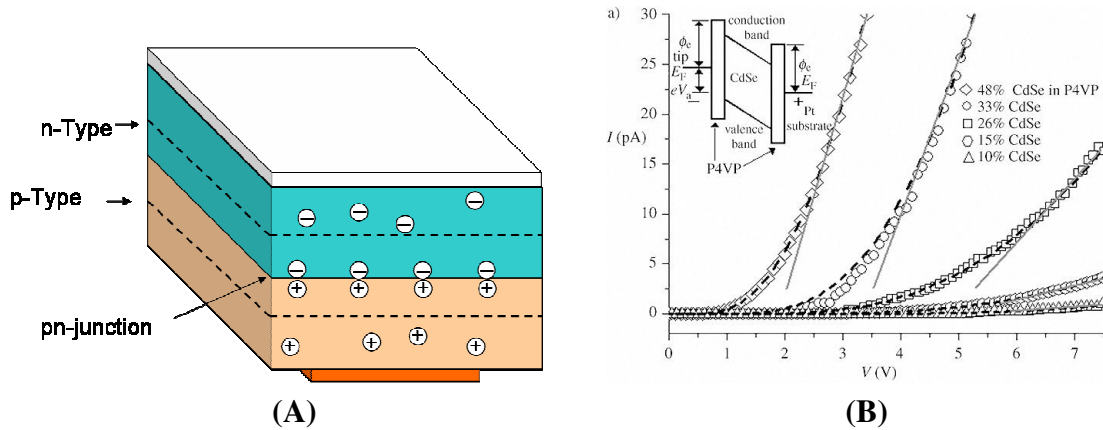 n-Type
p-Type
pn-junction
(A)
a)
conduction
band
ϕe
tip
EF
eVa
−
CdSe
ϕe
EF
+ Pt
substrate
valence
band
P4VP
48% CdSe in P4VP
33% CdSe
26% CdSe
15% CdSe
10% CdSe
I (pA)
30
25
20
15
10
5
0
0 1 2 3 4 5 6 7
V (V)
(B)